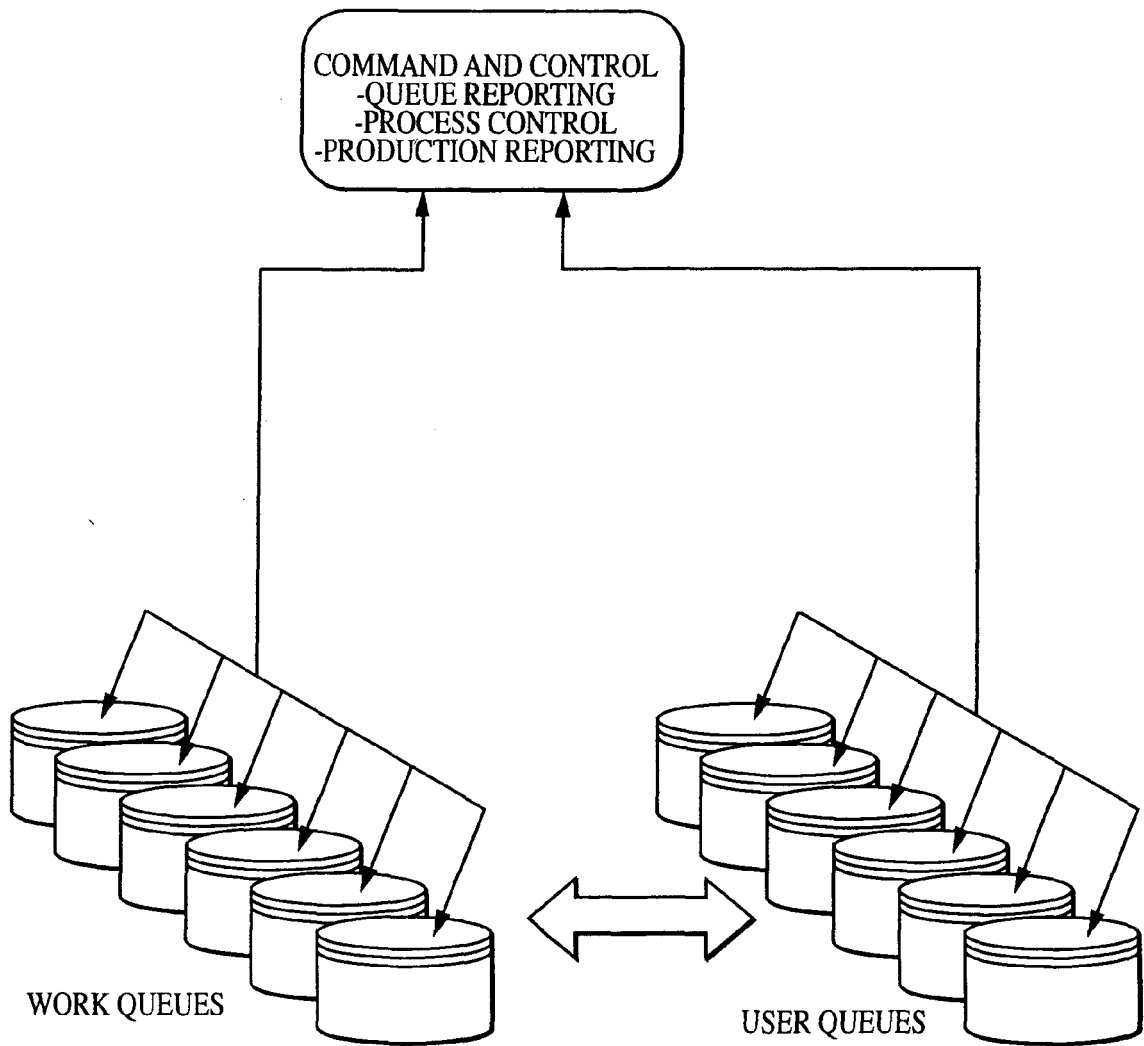 COMMAND AND CONTROL
-QUEUE REPORTING
-PROCESS CONTROL
-PRODUCTION REPORTING
WORK QUEUES
USER QUEUES